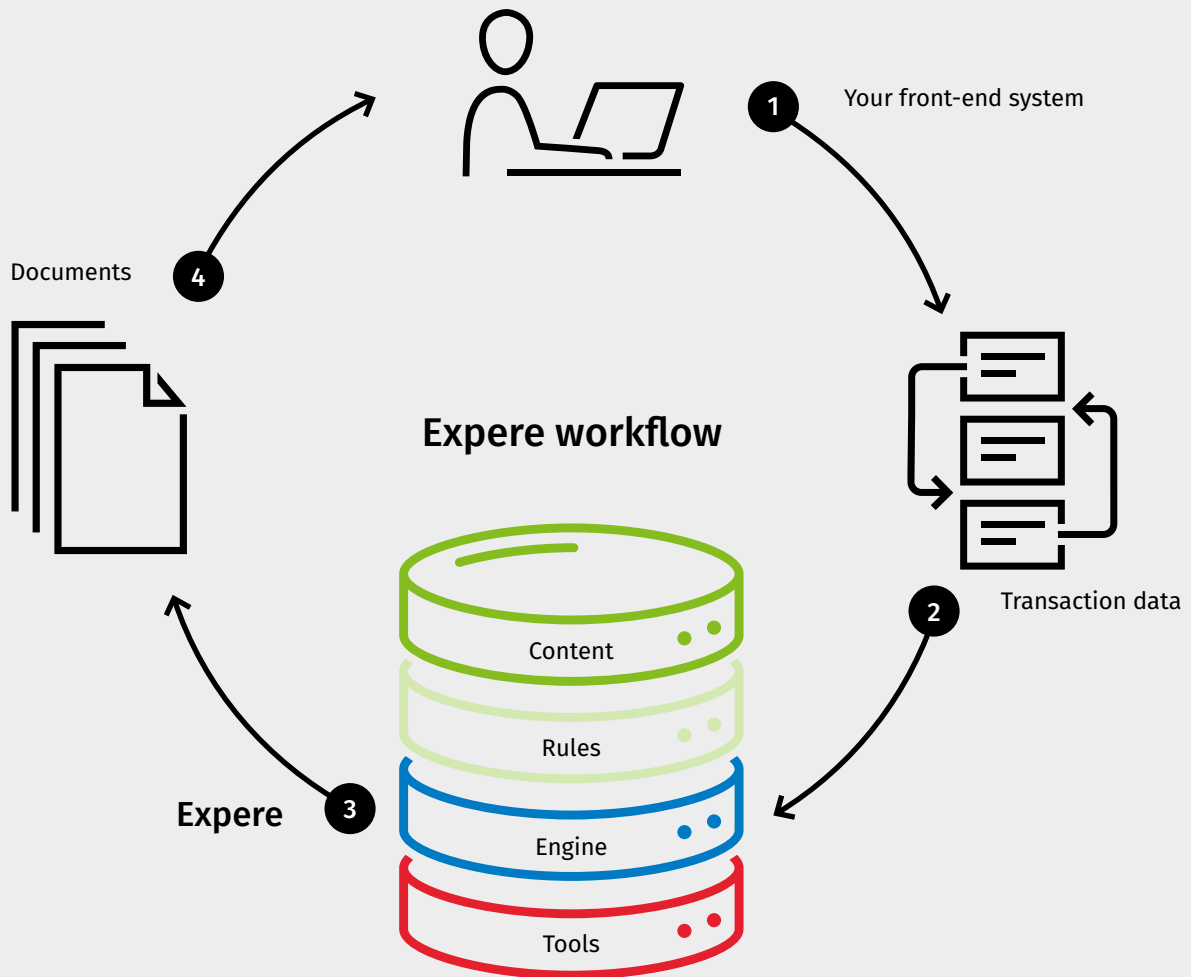 1
Your front-end system
Documents
4
Expere workflow
2
Transaction data
Content
Rules
Expere
3
Engine
Tools